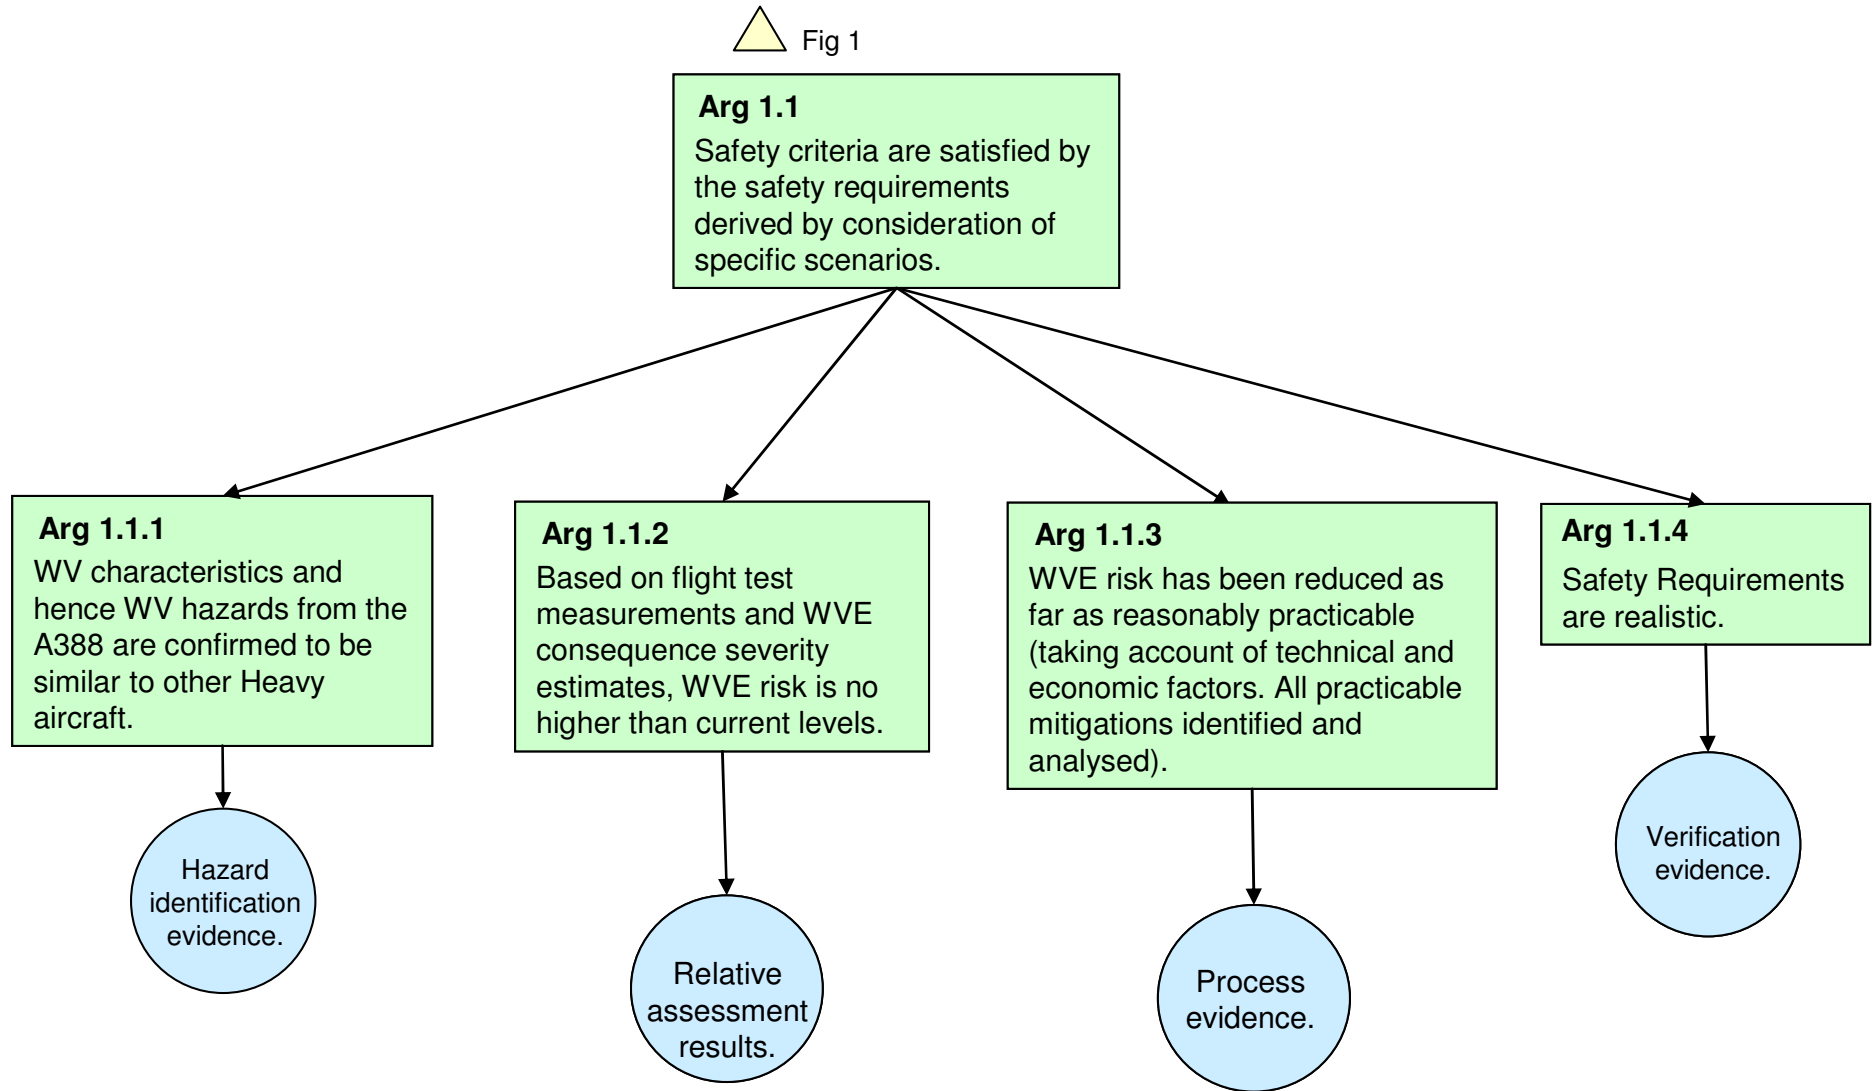 Fig 1
Arg 1.1
Safety criteria are satisfied by
the safety requirements
derived by consideration of
specific scenarios.
Arg 1.1.1
WV characteristics and
hence WV hazards from the
A388 are confirmed to be
similar to other Heavy
aircraft.
Arg 1.1.2
Based on flight test
measurements and WVE
consequence severity
estimates, WVE risk is no
higher than current levels.
Arg 1.1.3
WVE risk has been reduced as
far as reasonably practicable
(taking account of technical and
economic factors. All practicable
mitigations identified and
analysed).
Arg 1.1.4
Safety Requirements
are realistic.
Hazard
identification
evidence.
Relative
assessment
results.
Process
evidence.
Verification
evidence.